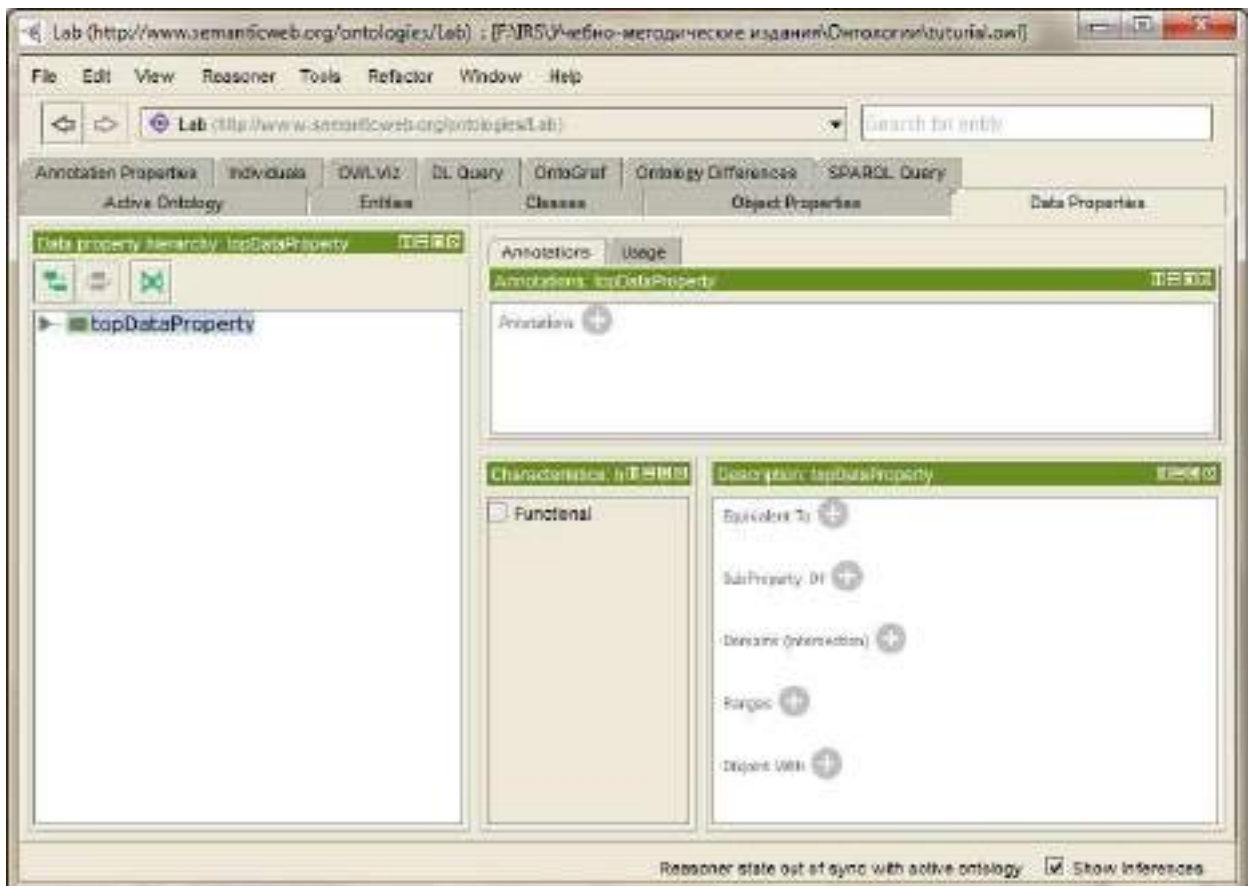 Lab (http://www.semanticweb.org/ontologies/Lab) : [F:\IRS\Учебно-методические издания\Онтологии\tuturial.owl]
File Edit View Reasoner Tools Refactor Window Help
Lab (http://www.semanticweb.org/ontologies/Lab)
Search for entity
Annotation Properties Individuals OWLViz DL Query OntoGraf Ontology Differences SPARQL Query
Active Ontology Entities Classes Object Properties Data Properties
Data property hierarchy: topDataProperty
topDataProperty
Annotations Usage
Annotations: topDataProperty
Annotations
Characteristics:
Functional
Description: topDataProperty
Equivalent To
SubProperty Of
Domains (intersection)
Ranges
Disjoint With
Reasoner state out of sync with active ontology Show Inferences